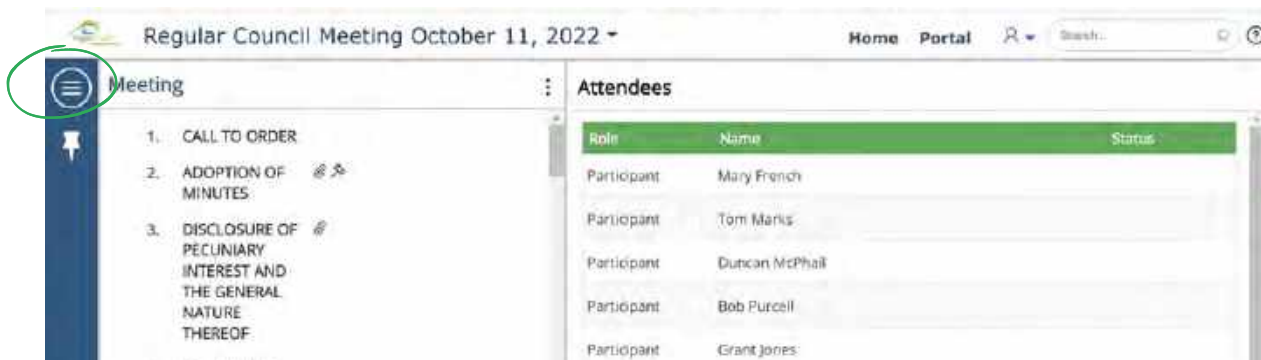 Regular Council Meeting October 11, 2022
Home Portal Search...
Meeting
1. CALL TO ORDER
2. ADOPTION OF
MINUTES
3. DISCLOSURE OF
PECUNIARY
INTEREST AND
THE GENERAL
NATURE
THEREOF
Attendees
Role Name Status
Participant Mary French
Participant Tom Marks
Participant Duncan McPhail
Participant Bob Purcell
Participant Grant Jones